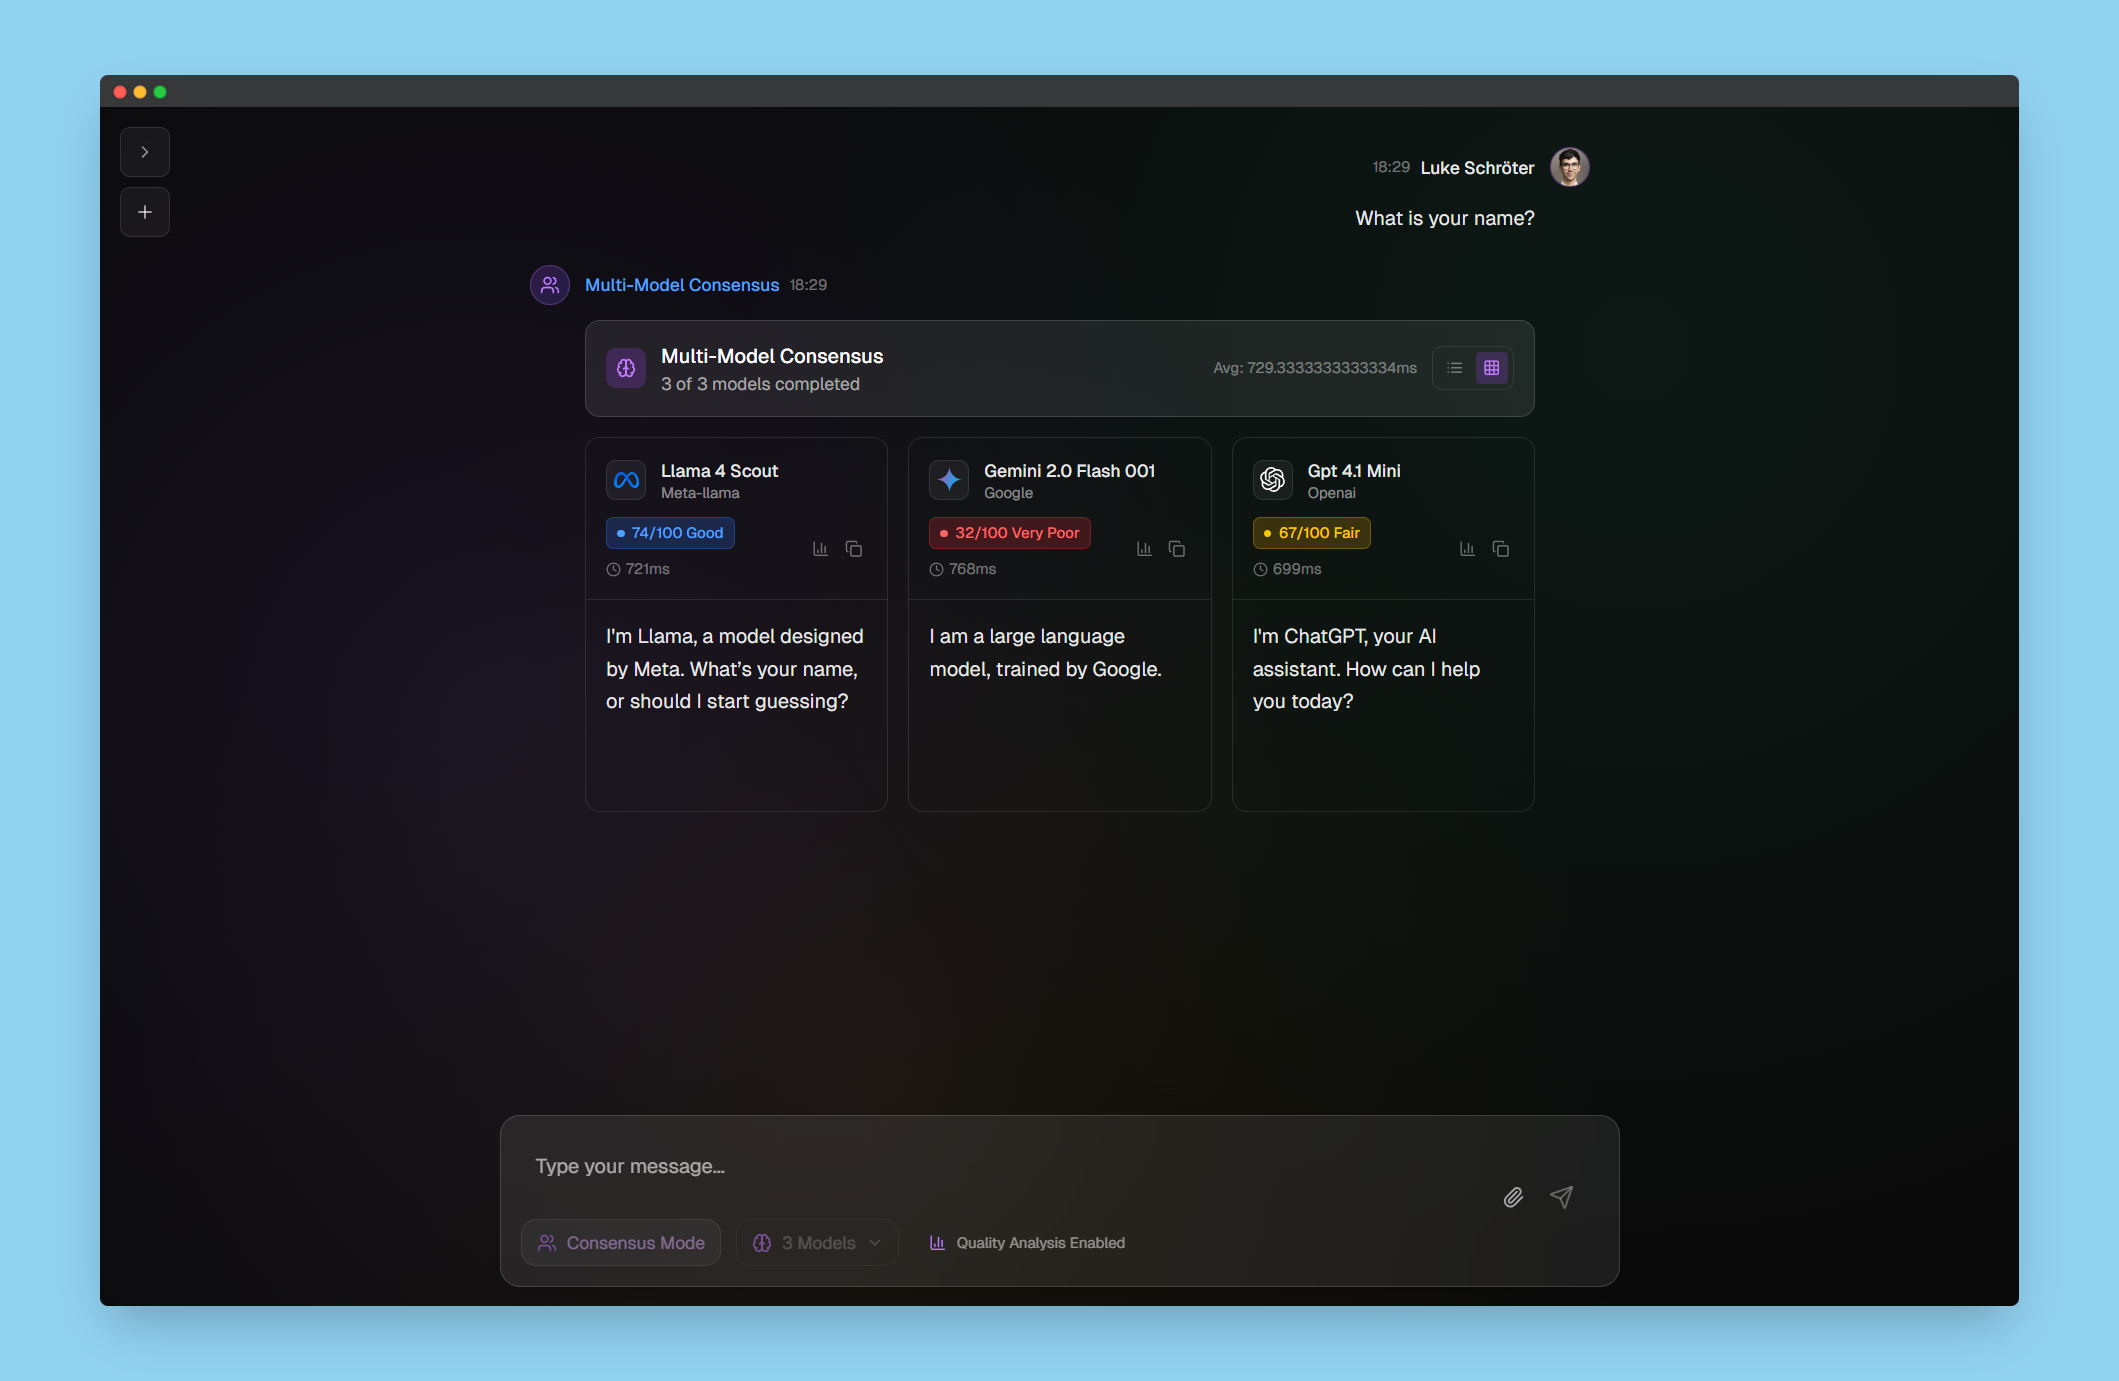 18:29 Luke Schröter
What is your name?
Multi-Model Consensus 18:29
Multi-Model Consensus
3 of 3 models completed
Avg: 729.3333333333334ms
Llama 4 Scout
Meta-llama
74/100 Good
721ms
I'm Llama, a model designed
by Meta. What's your name,
or should I start guessing?
Gemini 2.0 Flash 001
Google
32/100 Very Poor
768ms
I am a large language
model, trained by Google.
Gpt 4.1 Mini
Openai
67/100 Fair
699ms
I'm ChatGPT, your AI
assistant. How can I help
you today?
Type your message...
Consensus Mode
3 Models
Quality Analysis Enabled